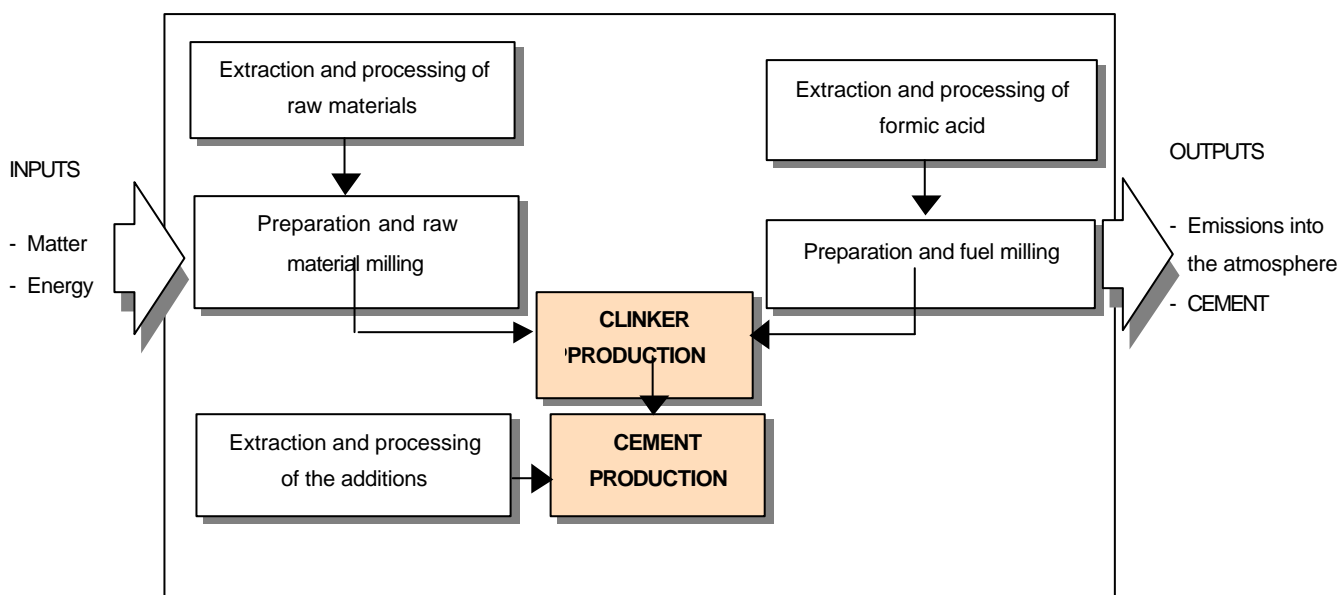 Extraction and processing of
raw materials
Extraction and processing of
formic acid
INPUTS
- Matter
- Energy
Preparation and raw
material milling
Preparation and fuel milling
OUTPUTS
- Emissions into
the atmosphere
- CEMENT
CLINKER
PPRODUCTION
Extraction and processing
of the additions
CEMENT
PRODUCTION